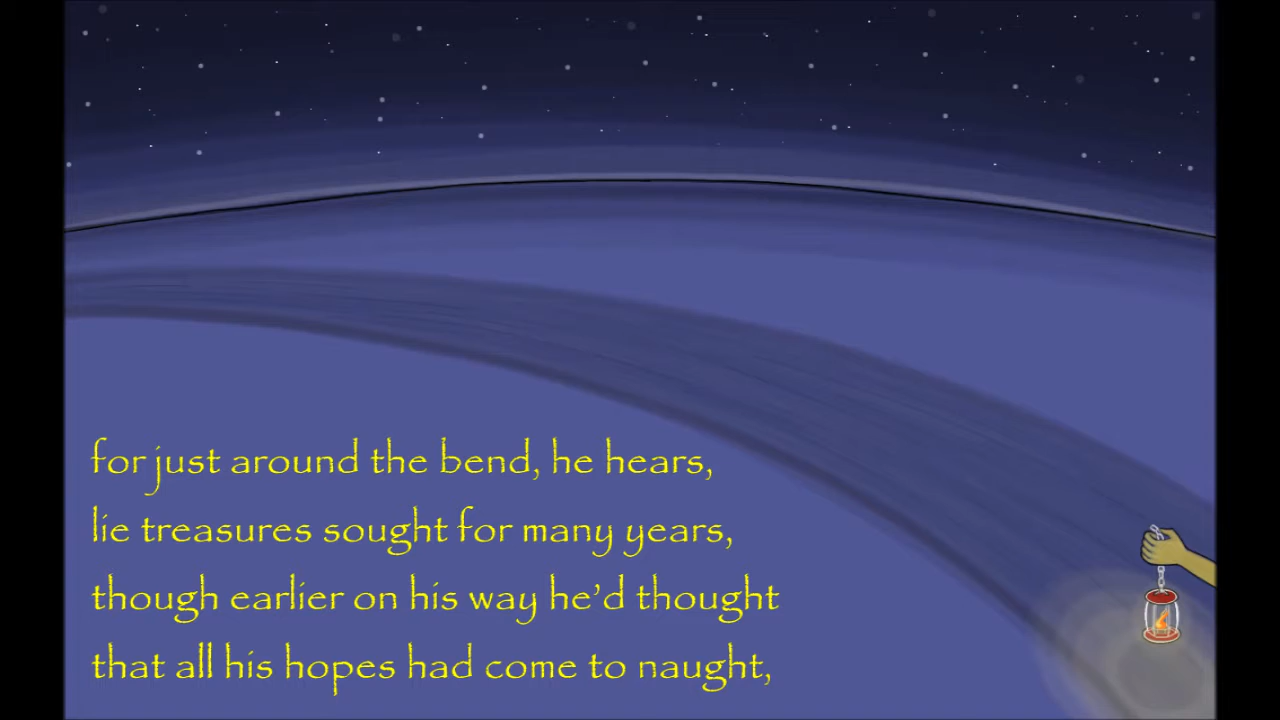 for just around the bend, he hears,
lie treasures sought for many years,
though earlier on his way he’d thought
that all his hopes had come to naught,